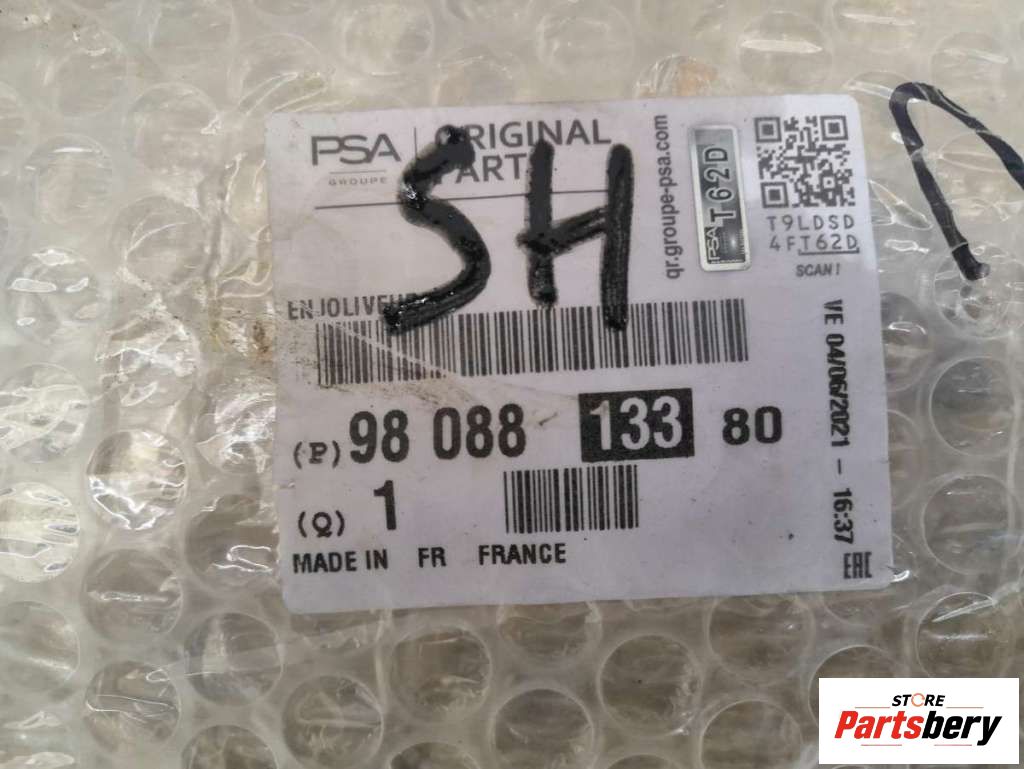 PSA
GROUPE
ORIGINAL
PARTS
SH
qr.groupe-psa.com
PSA T62D
T9LDSD
4FT62D
SCAN !
ENJOLIVEUR
(P) 98 088 133 80
(Q) 1
MADE IN FR FRANCE
VE 04/06/2021 - 16:37
EAC
STORE
Partsbery